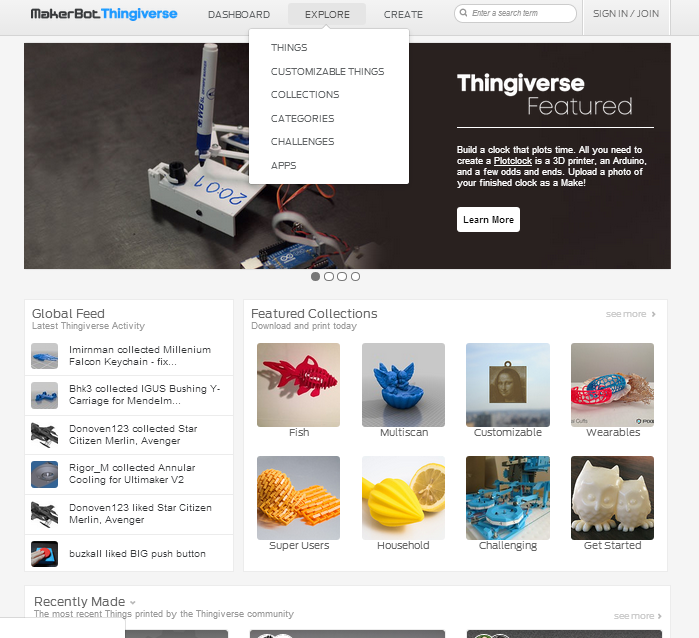 MakerBot Thingiverse
DASHBOARD
EXPLORE
CREATE
Enter a search term
SIGN IN / JOIN
THINGS
CUSTOMIZABLE THINGS
COLLECTIONS
CATEGORIES
CHALLENGES
APPS
20:01
Thingiverse
Featured
Build a clock that plots time. All you need to
create a Plotclock is a 3D printer, an Arduino,
and a few odds and ends. Upload a photo of
your finished clock as a Make!
Learn More
Global Feed
Latest Thingiverse Activity
lmirnman collected Millenium
Falcon Keychain - fix...
Bhk3 collected IGUS Bushing Y-
Carriage for Mendelm...
Donoven123 collected Star
Citizen Merlin, Avenger
Rigor_M collected Annular
Cooling for Ultimaker V2
Donoven123 liked Star Citizen
Merlin, Avenger
buzkall liked BIG push button
Featured Collections
Download and print today
see more
Fish
Multiscan
Customizable
Wearables
Super Users
Household
Challenging
Get Started
Recently Made
The most recent Things printed by the Thingiverse community
see more